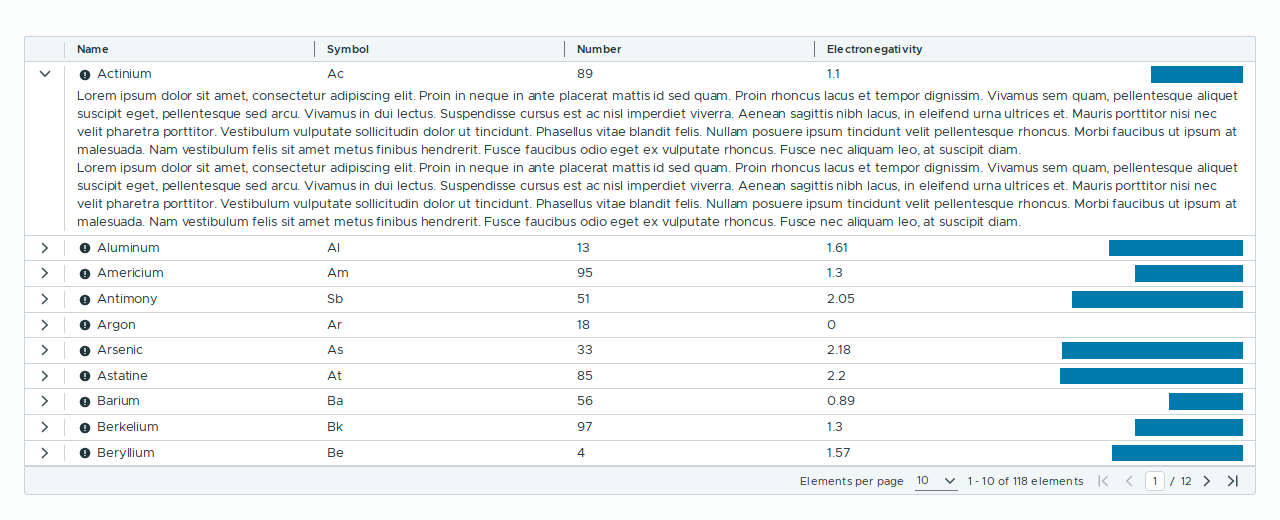 Name Symbol Number Electronegativity
Actinium Ac 89 1.1
Lorem ipsum dolor sit amet, consectetur adipiscing elit. Proin in neque in ante placerat mattis id sed quam. Proin rhoncus lacus et tempor dignissim. Vivamus sem quam, pellentesque aliquet
suscipit eget, pellentesque sed arcu. Vivamus in dui lectus. Suspendisse cursus est ac nisl imperdiet viverra. Aenean sagittis nibh lacus, in eleifend urna ultrices et. Mauris porttitor nisi nec
velit pharetra porttitor. Vestibulum vulputate sollicitudin dolor ut tincidunt. Phasellus vitae blandit felis. Nullam posuere ipsum tincidunt velit pellentesque rhoncus. Morbi faucibus ut ipsum at
malesuada. Nam vestibulum felis sit amet metus finibus hendrerit. Fusce faucibus odio eget ex vulputate rhoncus. Fusce nec aliquam leo, at suscipit diam.
Lorem ipsum dolor sit amet, consectetur adipiscing elit. Proin in neque in ante placerat mattis id sed quam. Proin rhoncus lacus et tempor dignissim. Vivamus sem quam, pellentesque aliquet
suscipit eget, pellentesque sed arcu. Vivamus in dui lectus. Suspendisse cursus est ac nisl imperdiet viverra. Aenean sagittis nibh lacus, in eleifend urna ultrices et. Mauris porttitor nisi nec
velit pharetra porttitor. Vestibulum vulputate sollicitudin dolor ut tincidunt. Phasellus vitae blandit felis. Nullam posuere ipsum tincidunt velit pellentesque rhoncus. Morbi faucibus ut ipsum at
malesuada. Nam vestibulum felis sit amet metus finibus hendrerit. Fusce faucibus odio eget ex vulputate rhoncus. Fusce nec aliquam leo, at suscipit diam.
Aluminum Al 13 1.61
Americium Am 95 1.3
Antimony Sb 51 2.05
Argon Ar 18 0
Arsenic As 33 2.18
Astatine At 85 2.2
Barium Ba 56 0.89
Berkelium Bk 97 1.3
Beryllium Be 4 1.57
Elements per page 10 1 - 10 of 118 elements 1 / 12